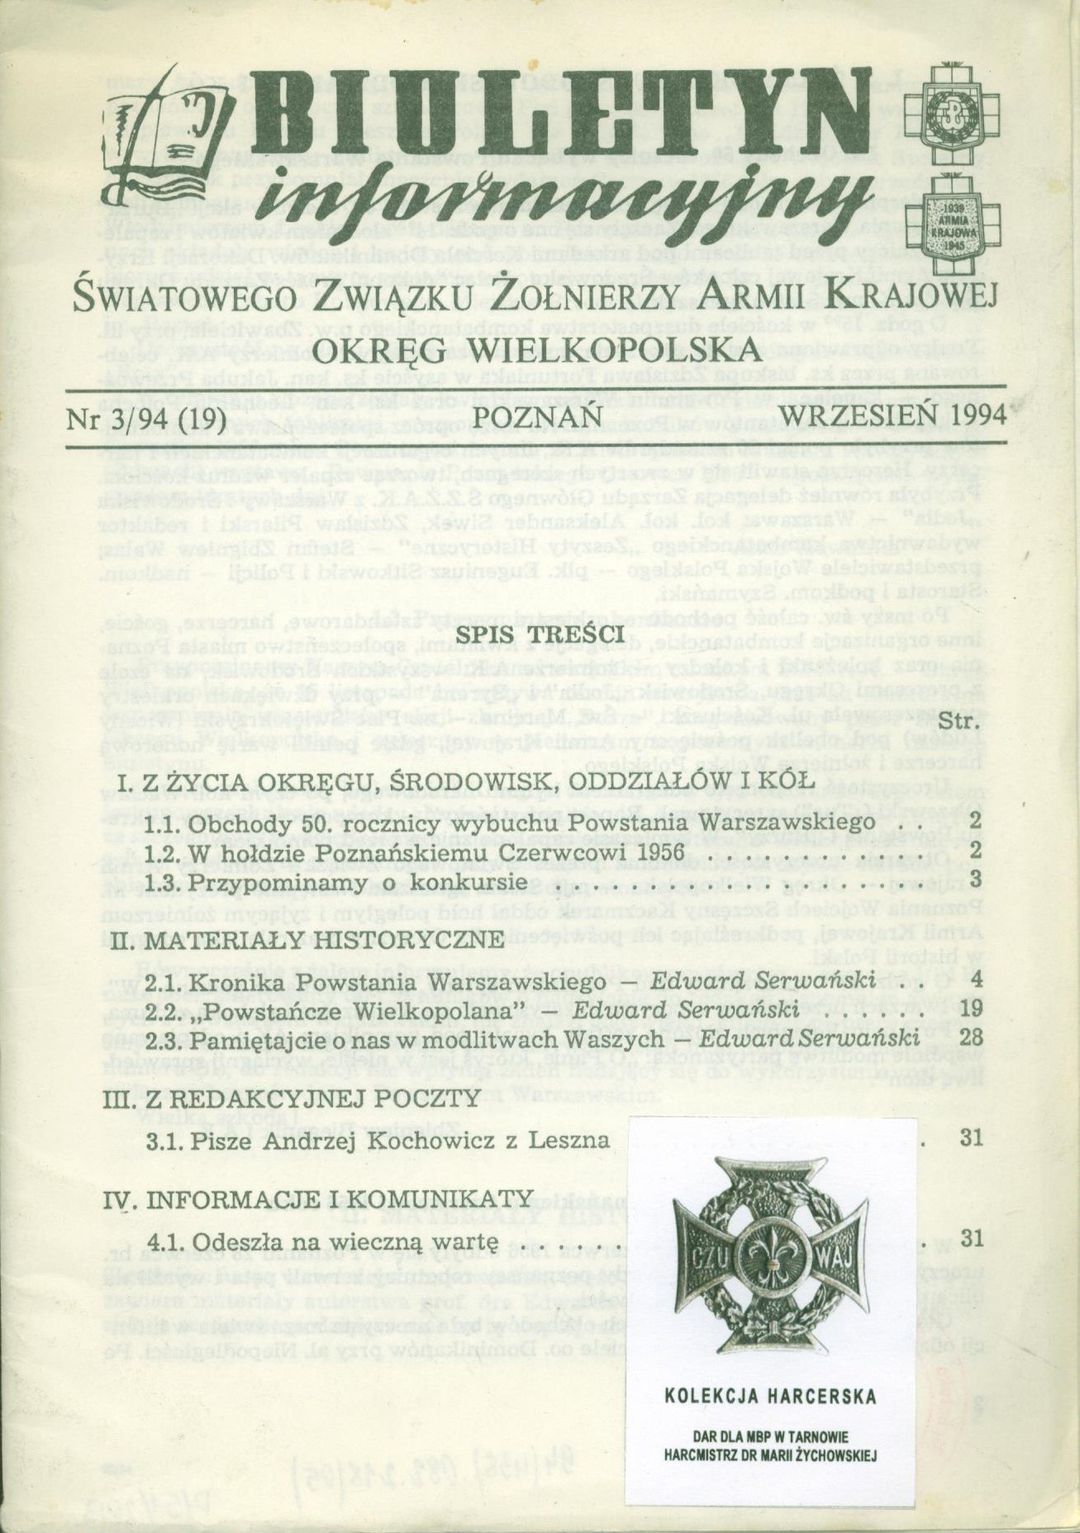 BIULETYN
informacyjny
1939
ARMIA
KRAJOWA
1945
ŚWIATOWEGO ZWIĄZKU ŻOŁNIERZY ARMII KRAJOWEJ
OKRĘG WIELKOPOLSKA
Nr 3/94 (19) POZNAŃ WRZESIEŃ 1994
SPIS TREŚCI
Str.
I. Z ŻYCIA OKRĘGU, ŚRODOWISK, ODDZIAŁÓW I KÓŁ
1.1. Obchody 50. rocznicy wybuchu Powstania Warszawskiego . . 2
1.2. W hołdzie Poznańskiemu Czerwcowi 1956 . . . . . . . . . . . . 2
1.3. Przypominamy o konkursie . . . . . . . . . . . . . . . . . . . . . 3
II. MATERIAŁY HISTORYCZNE
2.1. Kronika Powstania Warszawskiego — Edward Serwański . . 4
2.2. „Powstańcze Wielkopolana” — Edward Serwański . . . . . . 19
2.3. Pamiętajcie o nas w modlitwach Waszych — Edward Serwański 28
III. Z REDAKCYJNEJ POCZTY
3.1. Pisze Andrzej Kochowicz z Leszna . 31
IV. INFORMACJE I KOMUNIKATY
4.1. Odeszła na wieczną wartę . . . . . . . 31
CZU WAJ
KOLEKCJA HARCERSKA
DAR DLA MBP W TARNOWIE
HARCMISTRZ DR MARII ŻYCHOWSKIEJ